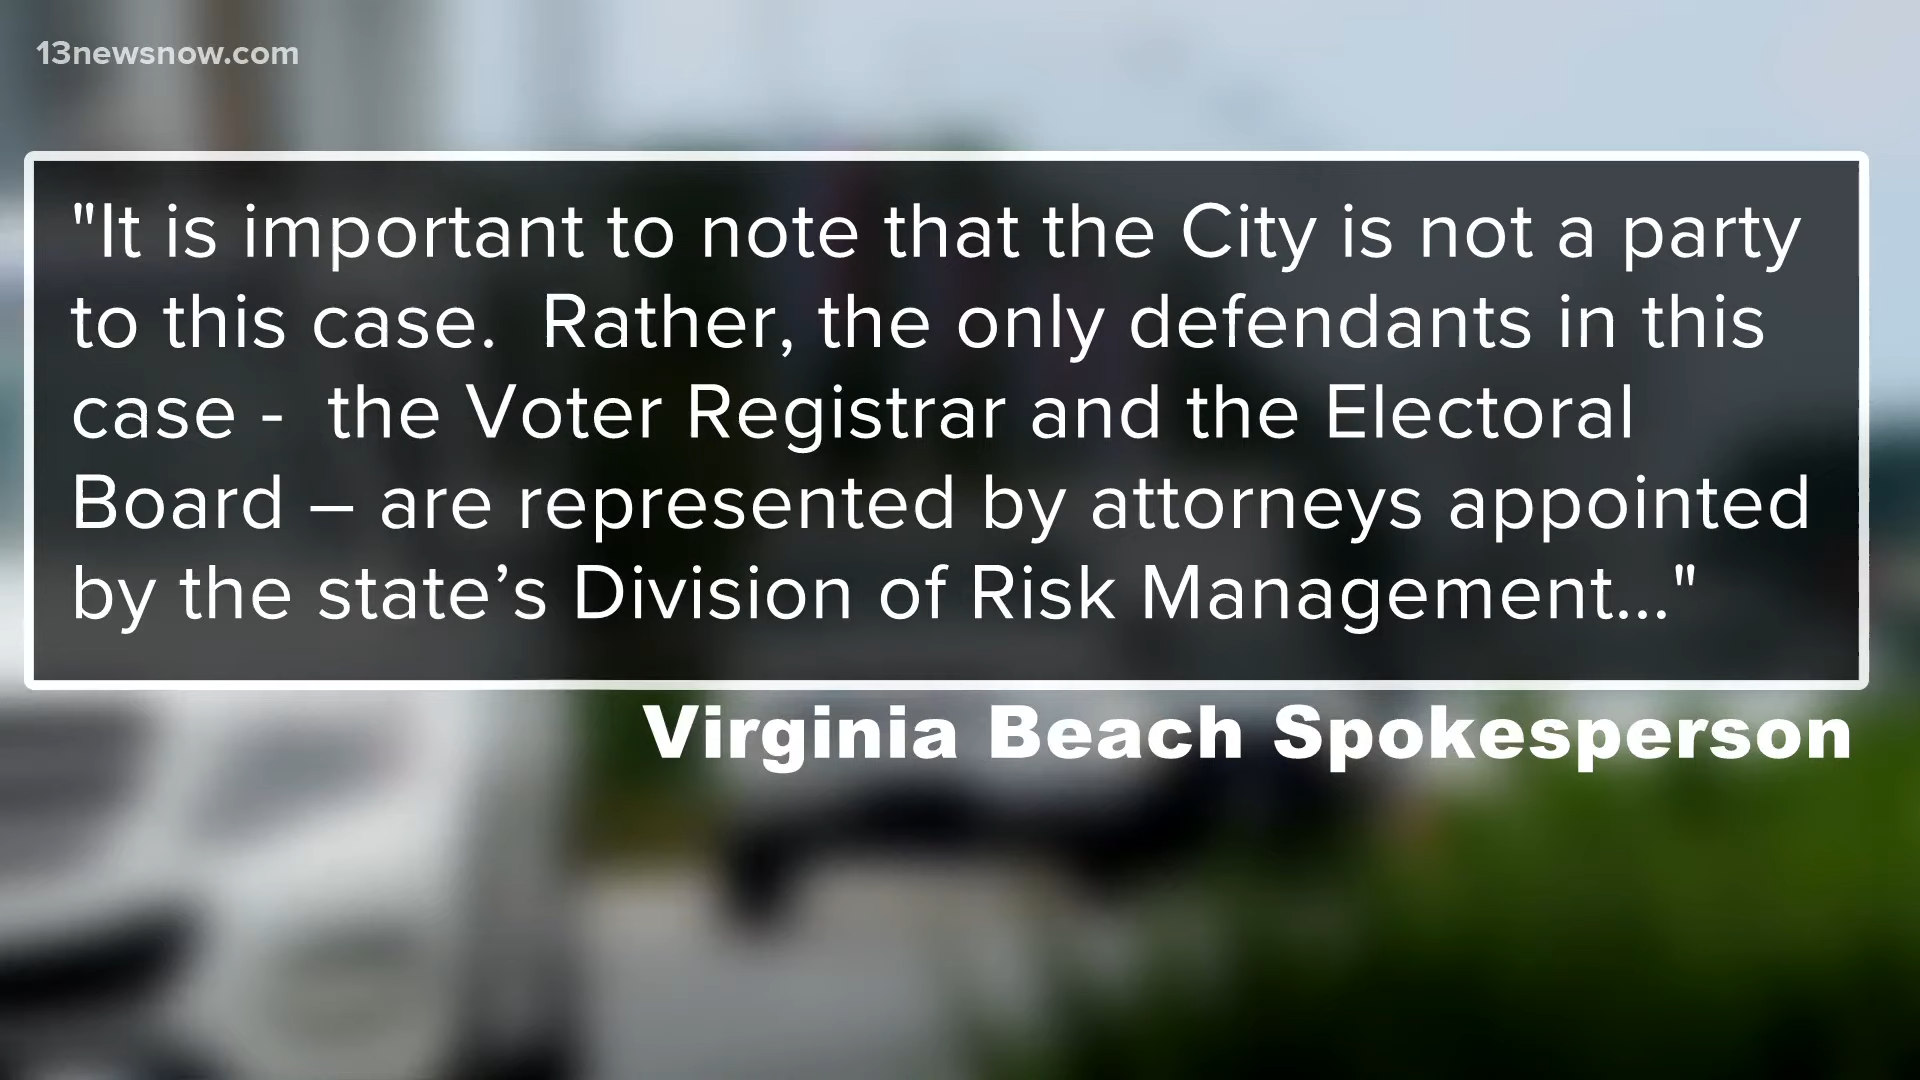 13newsnow.com
"It is important to note that the City is not a party
to this case.  Rather, the only defendants in this
case -  the Voter Registrar and the Electoral
Board – are represented by attorneys appointed
by the state’s Division of Risk Management..."
Virginia Beach Spokesperson